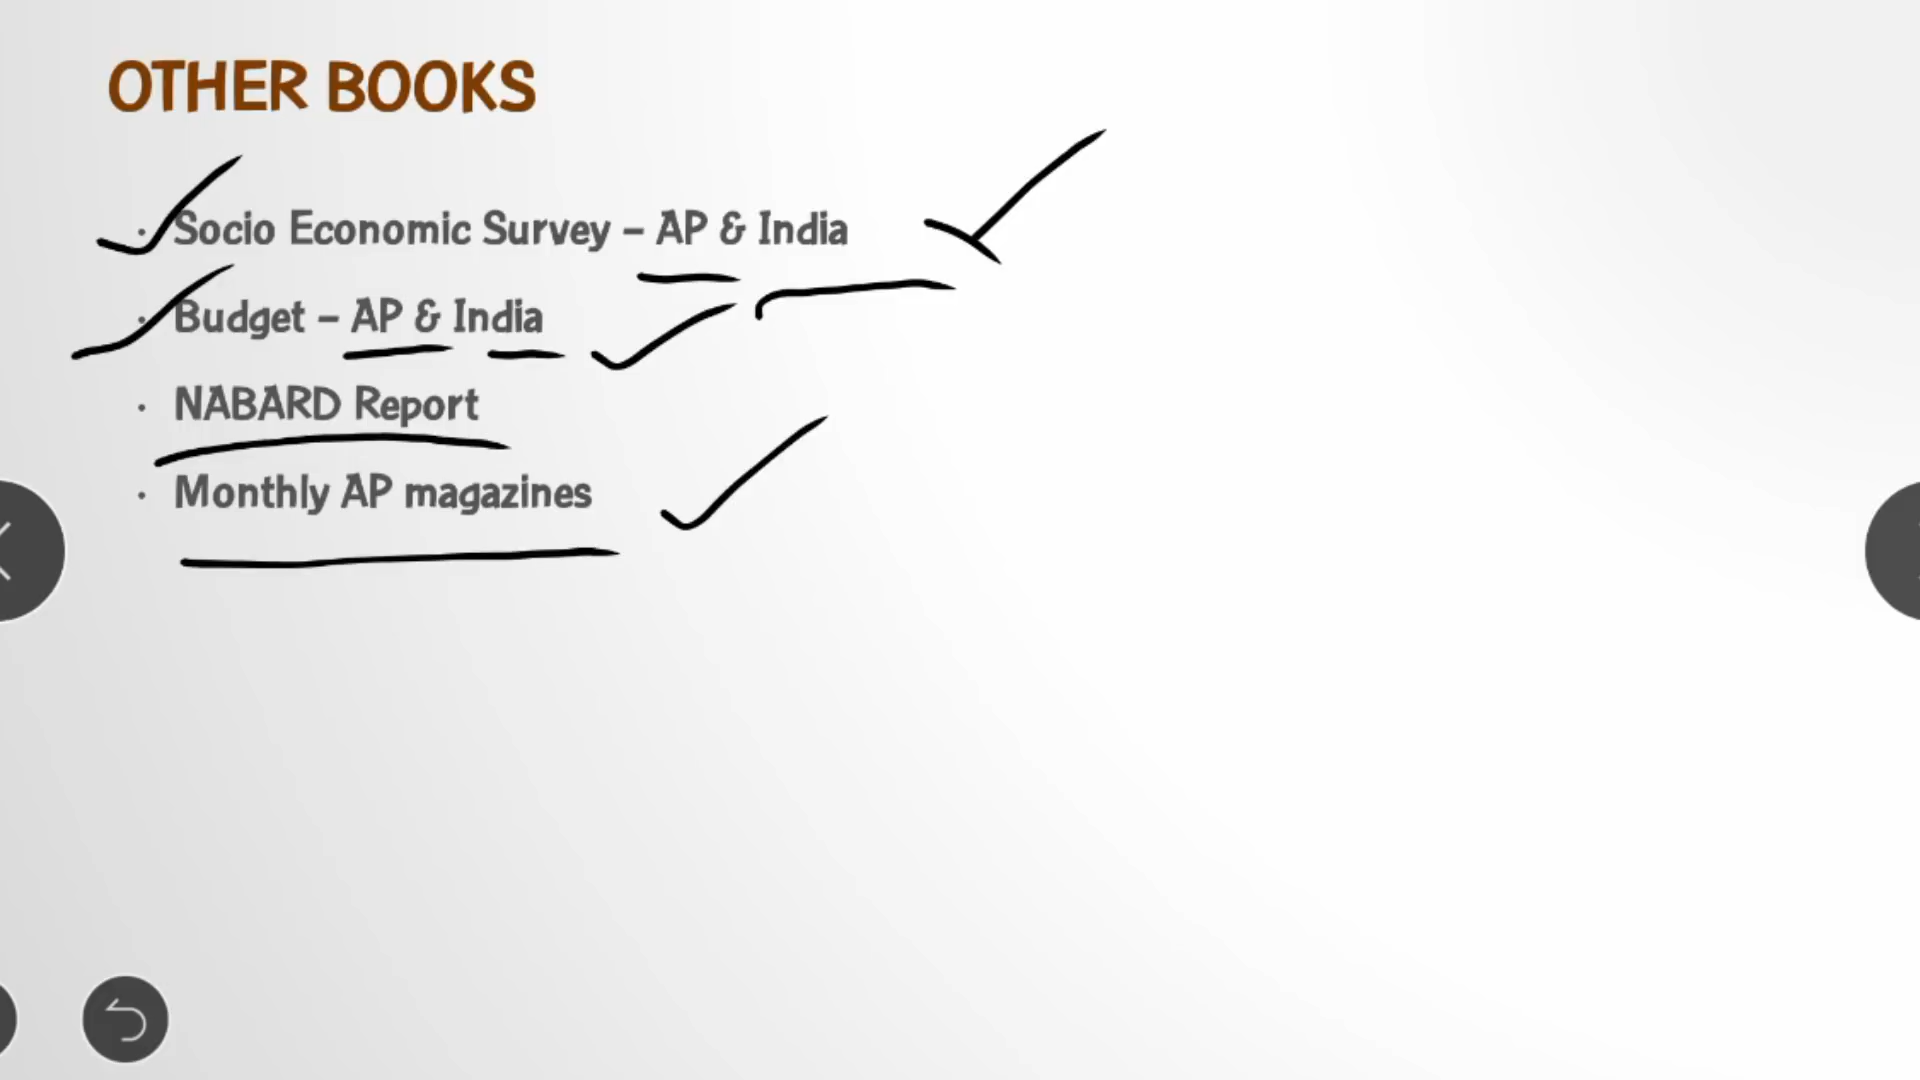 OTHER BOOKS
· Socio Economic Survey – AP & India
· Budget – AP & India
· NABARD Report
· Monthly AP magazines